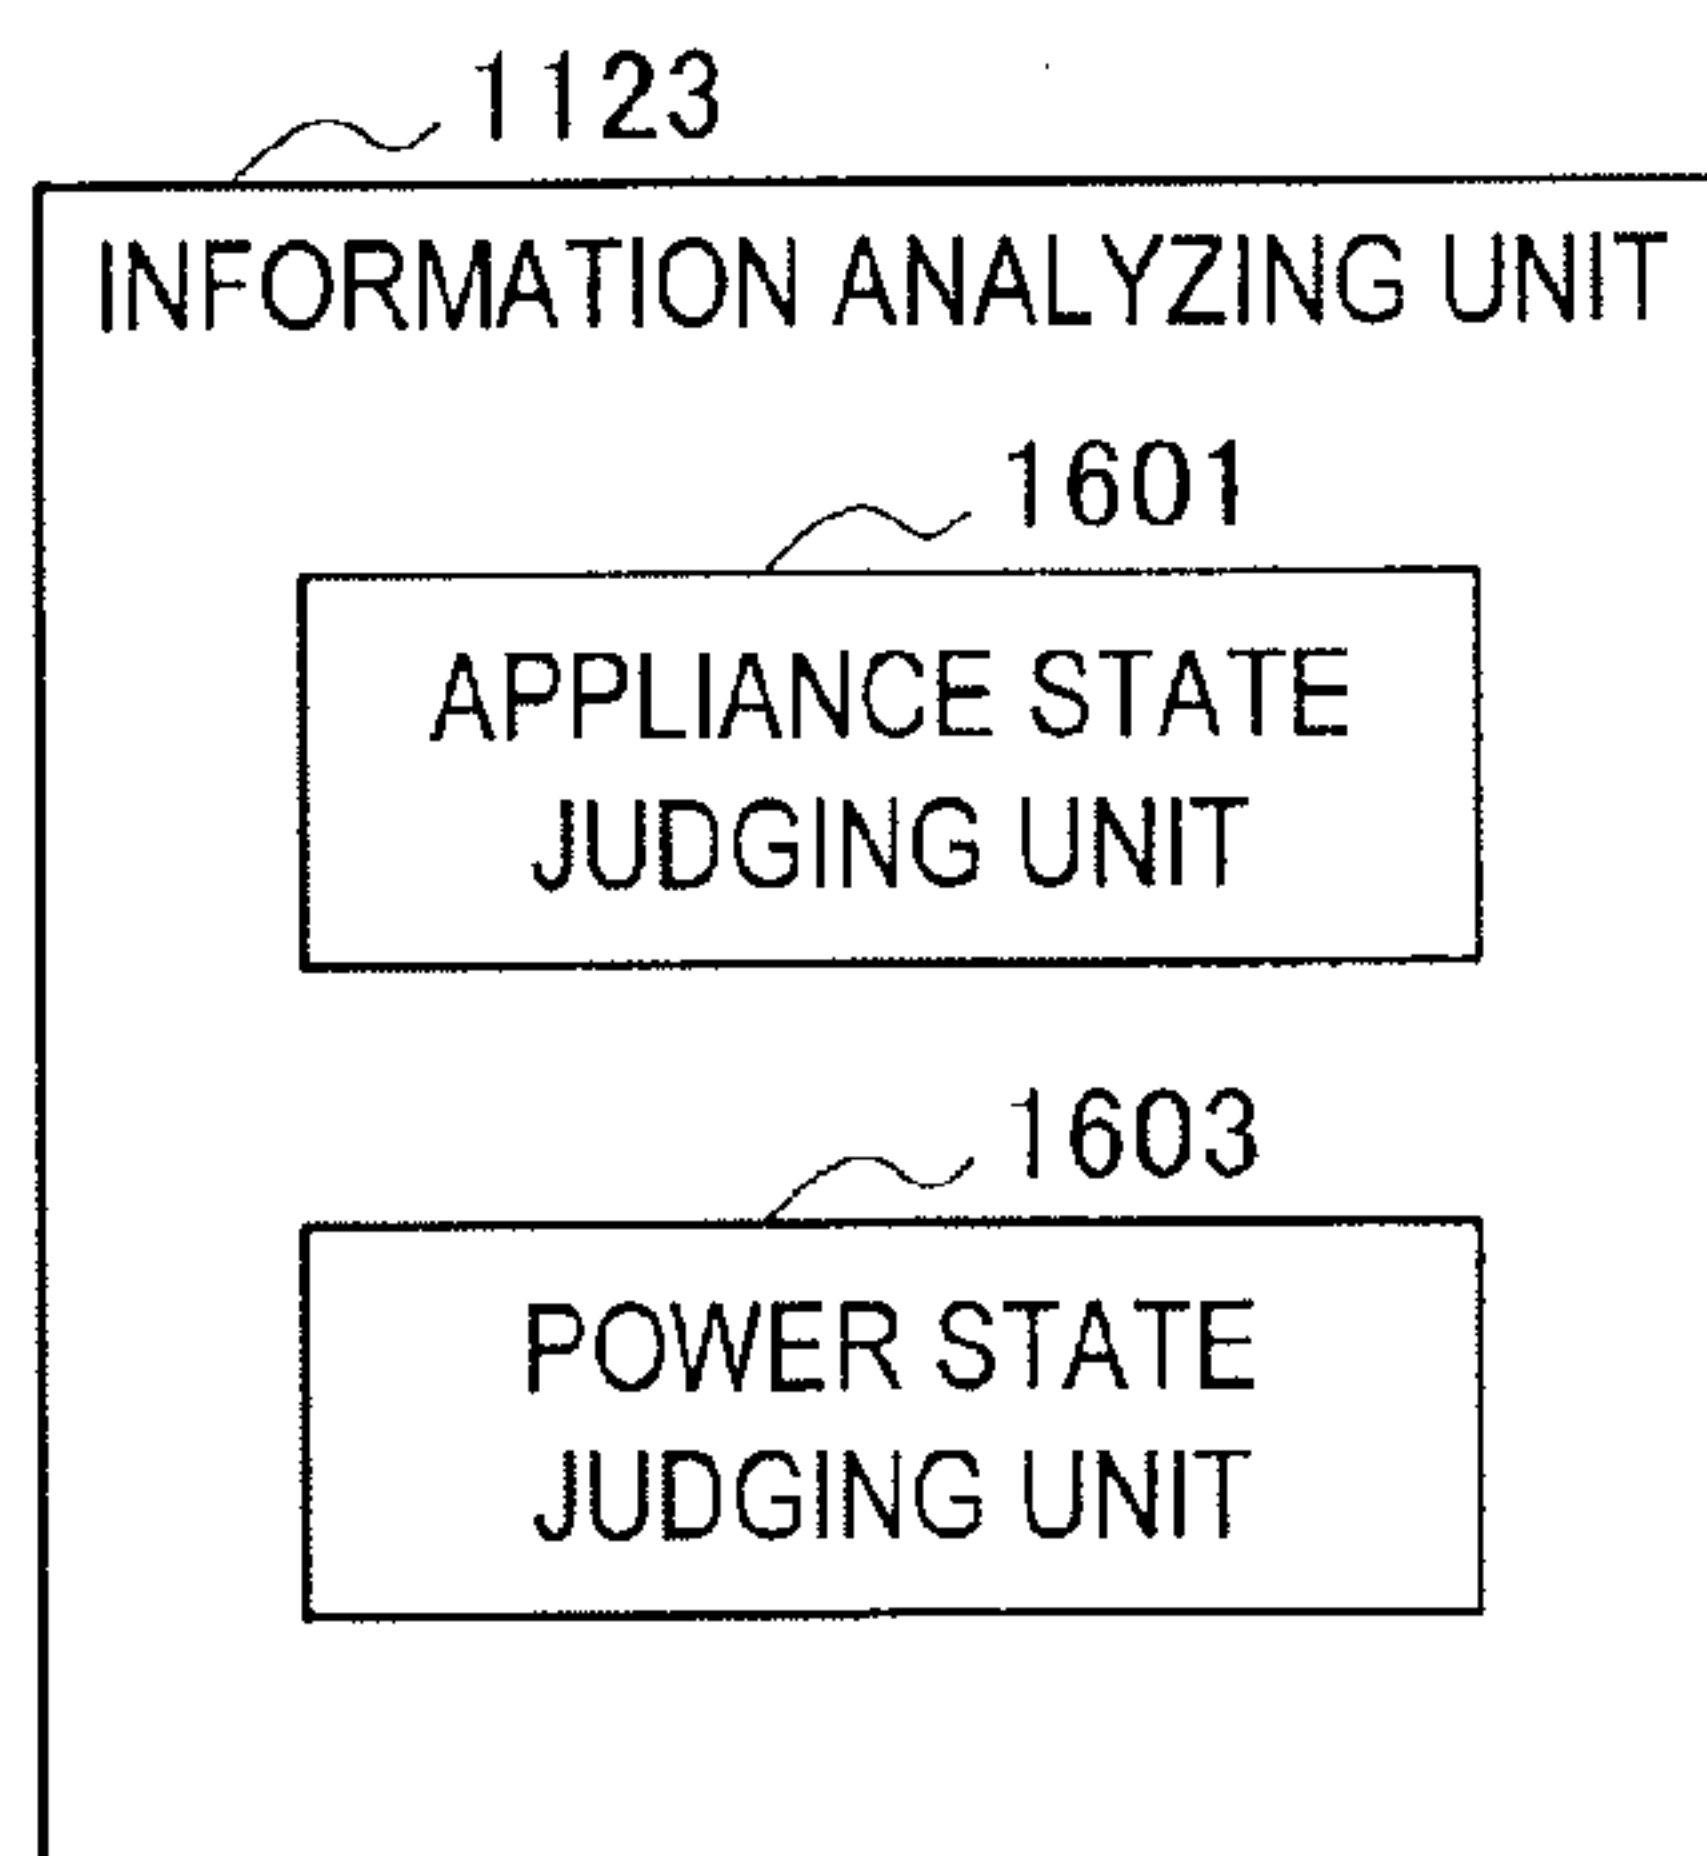 1123
INFORMATION ANALYZING UNIT
1601
APPLIANCE STATE
JUDGING UNIT
1603
POWER STATE
JUDGING UNIT